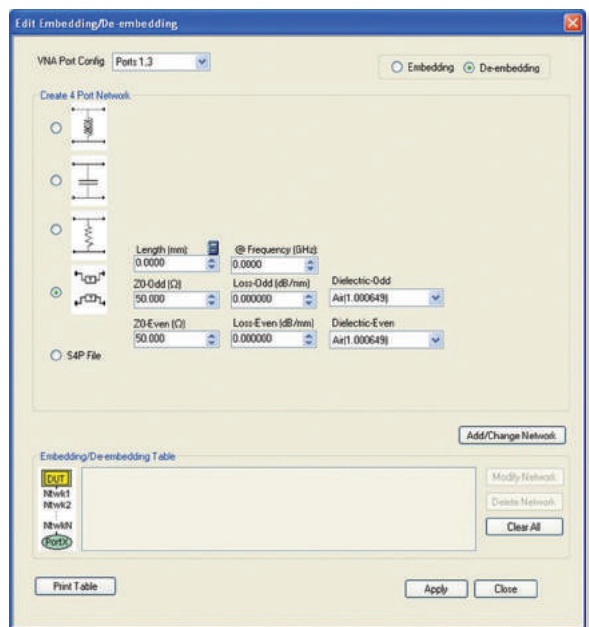 Edit Embedding/De-embedding
VNA Port Config Ports 1,3
Embedding De-embedding
Create 4 Port Network
Length (mm) @ Frequency (GHz)
0.0000 0.0000
Z0-Odd (Ω) Loss-Odd (dB/mm) Dielectric-Odd
50.000 0.000000 Air(1.000649)
Z0-Even (Ω) Loss-Even (dB/mm) Dielectric-Even
50.000 0.000000 Air(1.000649)
S4P File
Add/Change Network
Embedding/De-embedding Table
DUT
Ntwk1
Ntwk2
NtwkN
PortX
Modify Network
Delete Network
Clear All
Print Table Apply Close